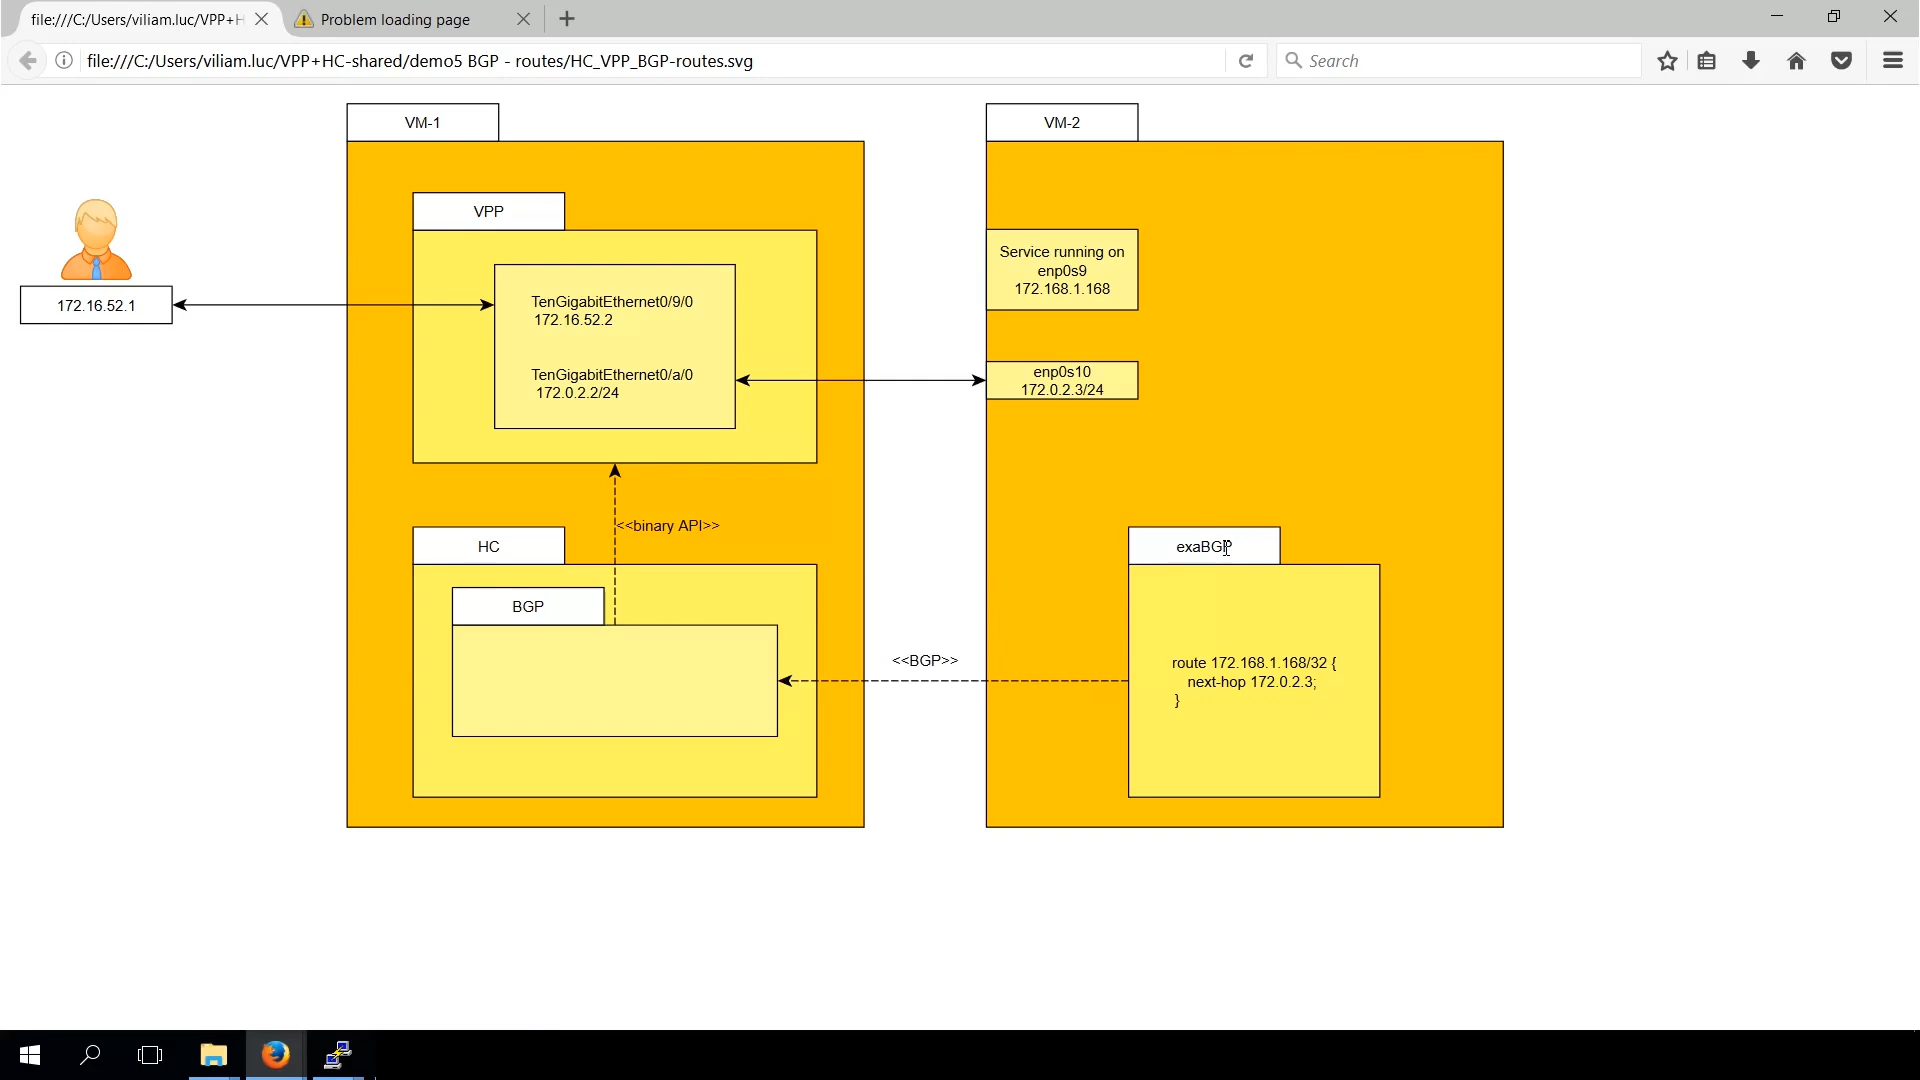 file:///C:/Users/viliam.luc/VPP+H
Problem loading page
file:///C:/Users/viliam.luc/VPP+HC-shared/demo5 BGP - routes/HC_VPP_BGP-routes.svg
Search
VM-1
VM-2
VPP
Service running on
enp0s9
172.168.1.168
172.16.52.1
TenGigabitEthernet0/9/0
172.16.52.2
TenGigabitEthernet0/a/0
172.0.2.2/24
enp0s10
172.0.2.3/24
<<binary API>>
HC
exaBGP
BGP
<<BGP>>
route 172.168.1.168/32 {
next-hop 172.0.2.3;
}